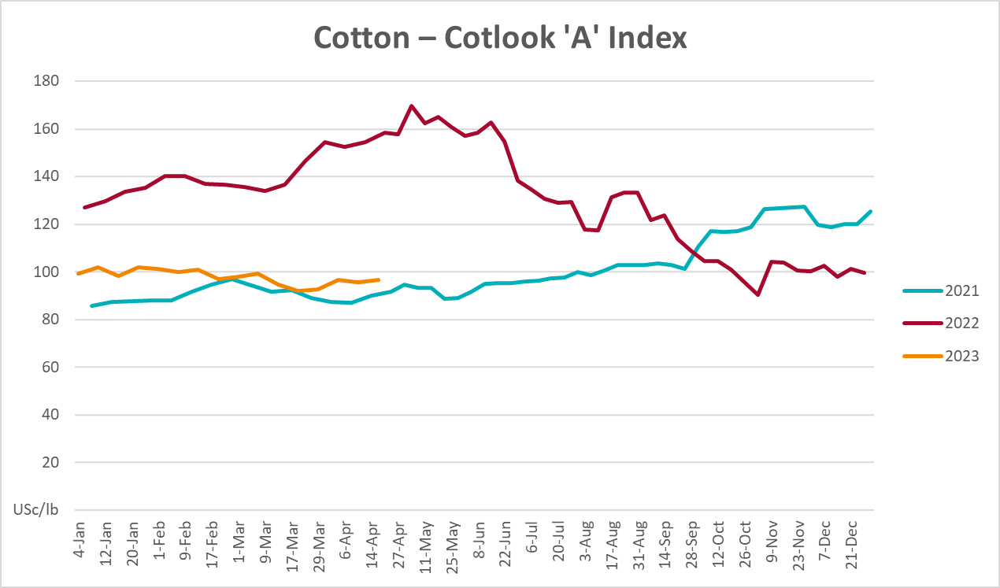 Cotton – Cotlook 'A' Index
180
160
140
120
100
80
60
40
20
USc/lb
4-Jan
12-Jan
20-Jan
1-Feb
9-Feb
17-Feb
1-Mar
9-Mar
17-Mar
29-Mar
6-Apr
14-Apr
27-Apr
11-May
25-May
8-Jun
22-Jun
6-Jul
20-Jul
3-Aug
17-Aug
31-Aug
14-Sep
28-Sep
12-Oct
26-Oct
9-Nov
23-Nov
7-Dec
21-Dec
2021
2022
2023